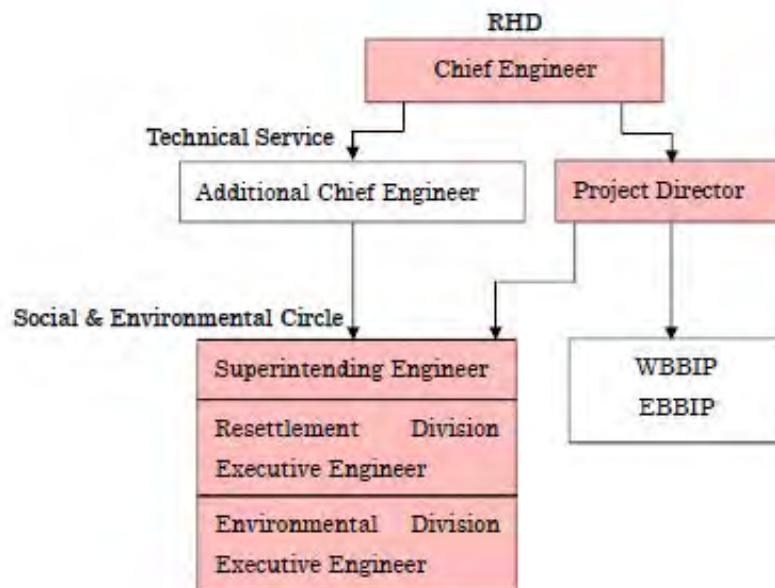 RHD
Chief Engineer
Technical Service
Additional Chief Engineer
Project Director
Social & Environmental Circle
Superintending Engineer
WBBIP
EBBIP
Resettlement Division
Executive Engineer
Environmental Division
Executive Engineer